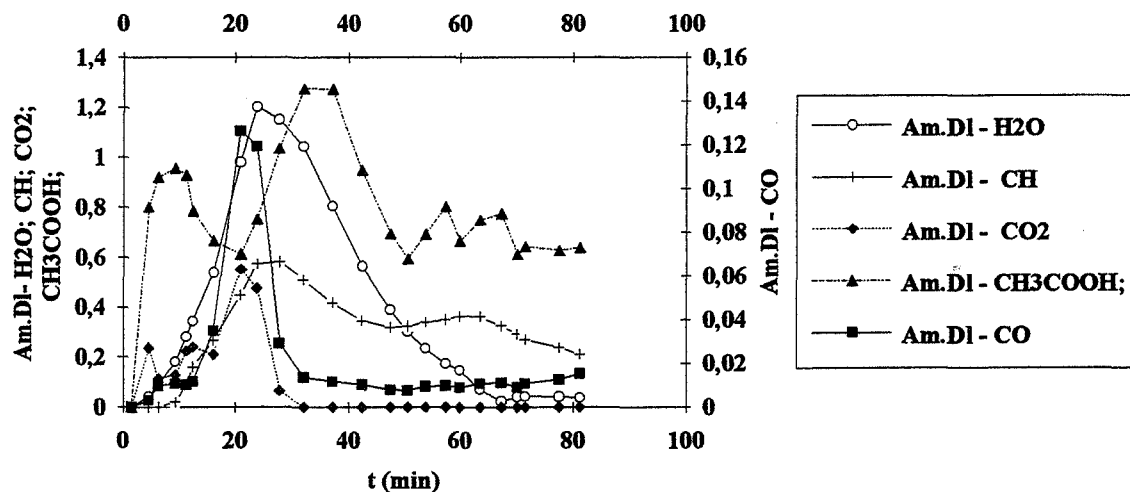 0 20 40 60 80 100
1,4
1,2
1
0,8
0,6
0,4
0,2
0
Am.Dl- H2O; CH; CO2;
CH3COOH;
0,16
0,14
0,12
0,1
0,08
0,06
0,04
0,02
0
Am.Dl - CO
0 20 40 60 80 100
t (min)
Am.Dl - H2O
Am.Dl - CH
Am.Dl - CO2
Am.Dl - CH3COOH;
Am.Dl - CO